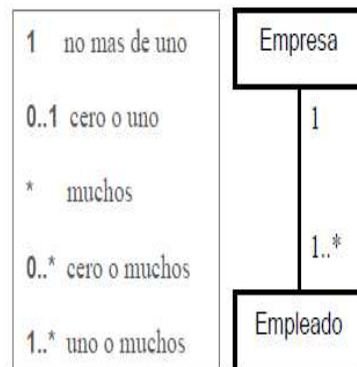 1 no mas de uno
0..1 cero o uno
* muchos
0..* cero o muchos
1..* uno o muchos
Empresa
1
1..*
Empleado